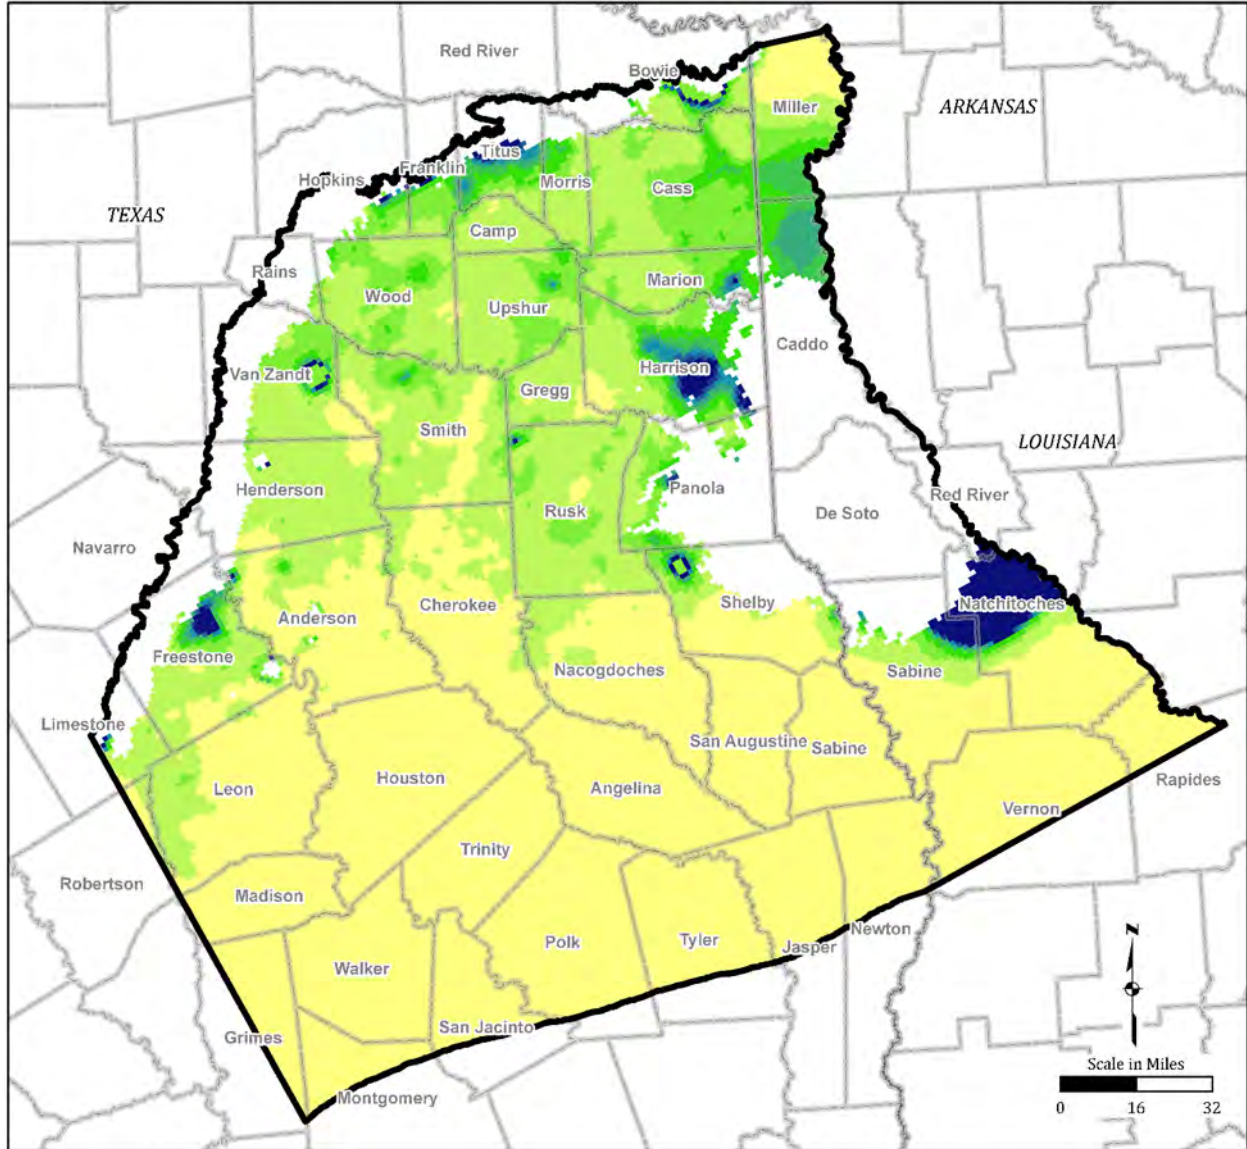 Red River
Bowie
Miller
ARKANSAS
Titus
Franklin
Hopkins
Morris
Cass
TEXAS
Camp
Rains
Marion
Wood
Upshur
Caddo
Van Zandt
Harrison
Gregg
Smith
LOUISIANA
Henderson
Panola
Red River
Rusk
De Soto
Navarro
Cherokee
Shelby
Natchitoches
Anderson
Freestone
Nacogdoches
Sabine
Limestone
San Augustine
Sabine
Houston
Rapides
Leon
Angelina
Vernon
Trinity
Robertson
Madison
Newton
Polk
Tyler
Jasper
N
Walker
San Jacinto
Grimes
Scale in Miles
Montgomery
0 16 32